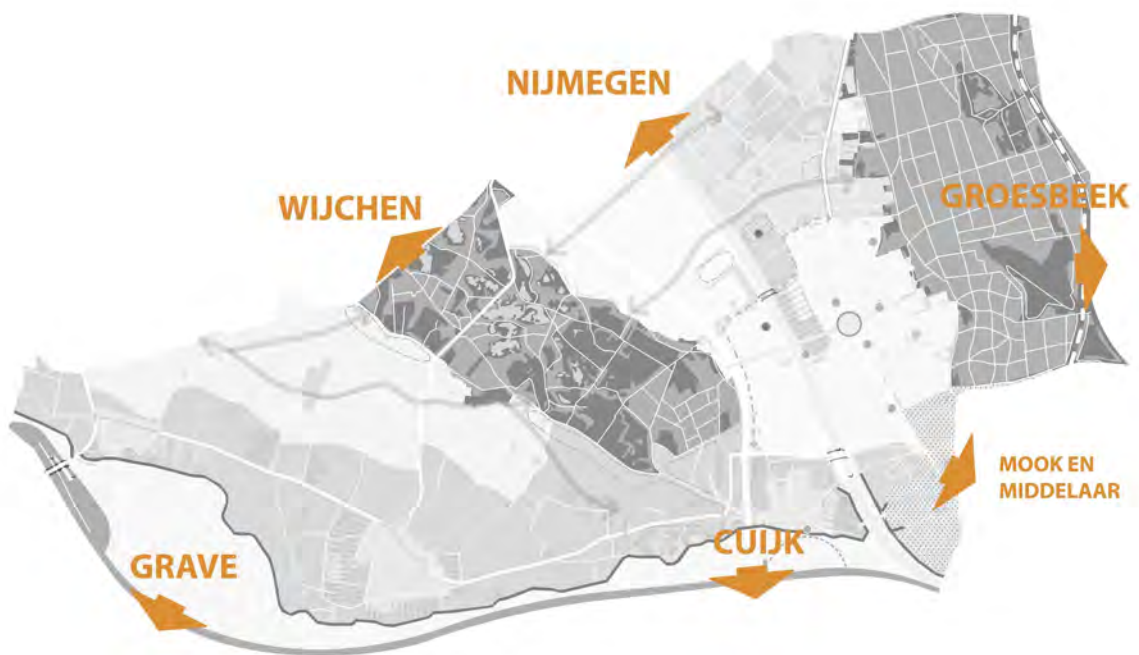 NIJMEGEN
WIJCHEN
GROESBEEK
MOOK EN
MIDDELAAR
CUIJK
GRAVE